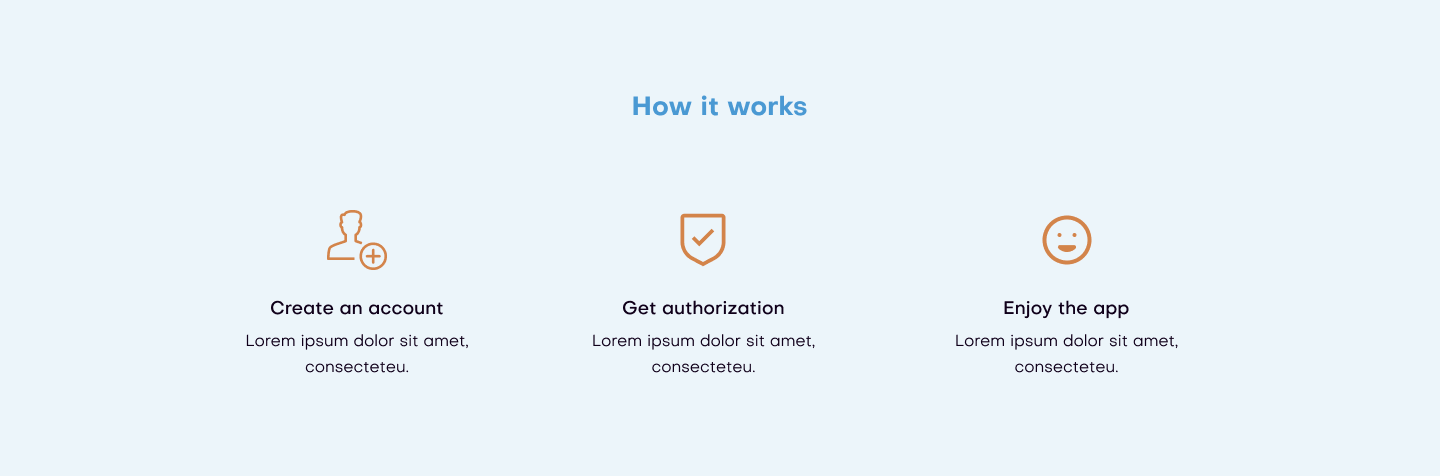 How it works
Create an account
Lorem ipsum dolor sit amet,
consecteteu.
Get authorization
Lorem ipsum dolor sit amet,
consecteteu.
Enjoy the app
Lorem ipsum dolor sit amet,
consecteteu.